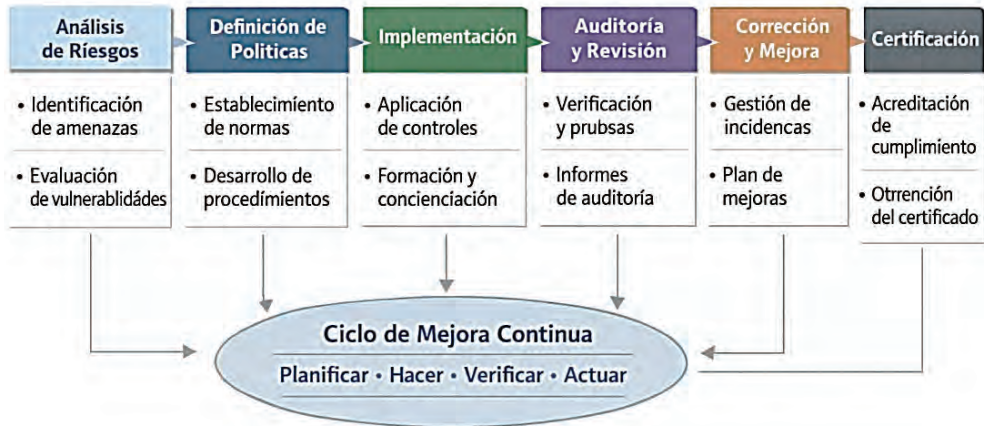 Análisis
de Ríesgos
Definición de
Politicas
Implementación
Auditoría
y Revisión
Corrección
y Mejora
Certificación
• Identificación
de amenazas
• Evaluación
de vulnerablidádes
• Establecimiento
de normas
• Desarrollo de
procedímientos
• Aplicación
de controles
• Formación y
concienciación
• Verificación
y prubsas
• Informes
de auditoría
• Gestión de
incidencas
• Plan de
mejoras
• Acreditación
de
cumplimiento
• Otrrención
del certificado
Ciclo de Mejora Continua
Planificar • Hacer • Verificar • Actuar